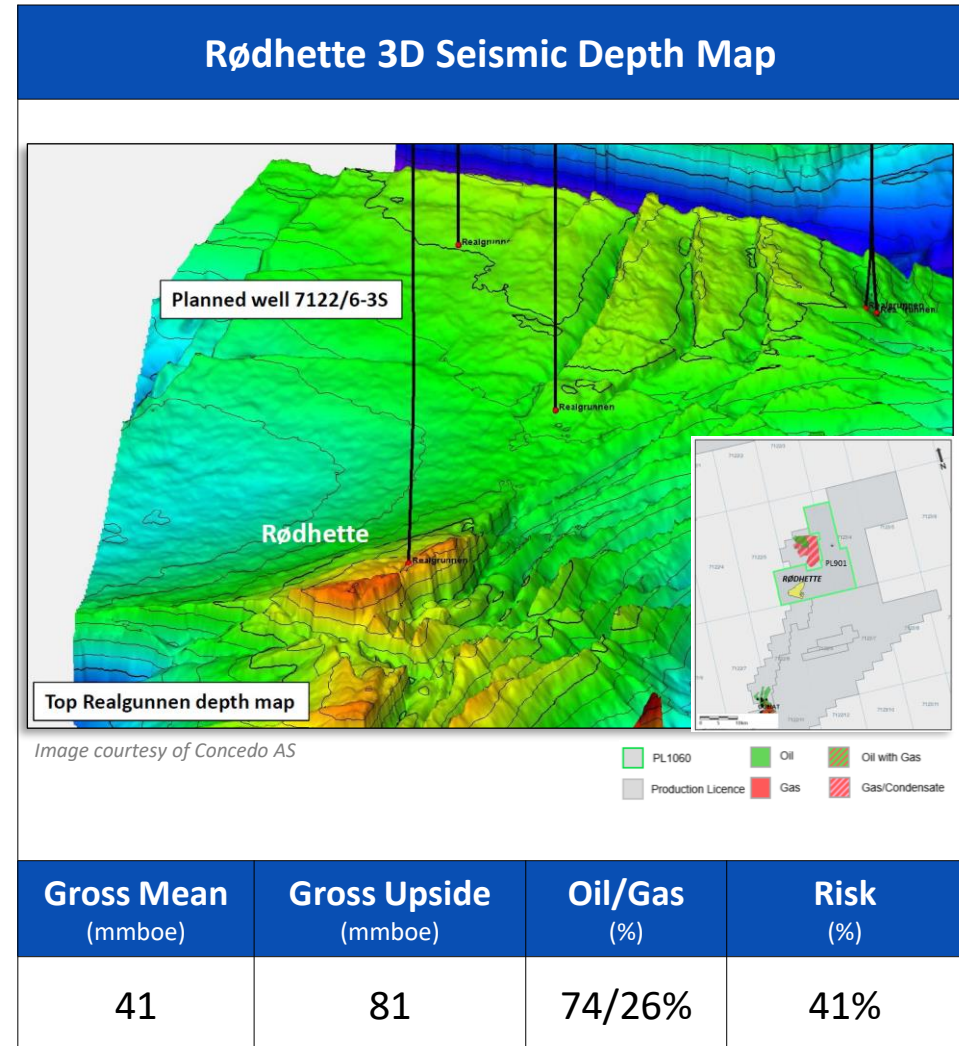 Rødhette 3D Seismic Depth Map
Realgrunnen
Planned well 7122/6-3S
Realgrunnen
Realgrunnen
Rødhette
Realgrunnen
N
PL901
RØDHETTE
Top Realgunnen depth map
Image courtesy of Concedo AS
PL1060 Oil Oil with Gas
Production Licence Gas Gas/Condensate
Gross Mean Gross Upside Oil/Gas Risk
(mmboe) (mmboe) (%) (%)
41 81 74/26% 41%